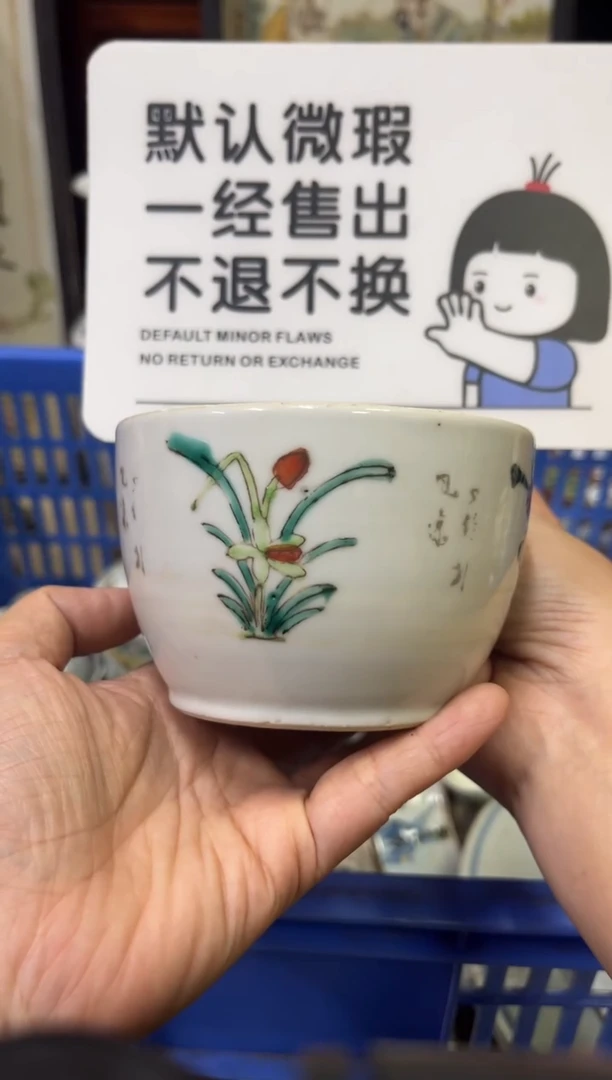 默认微瑕
一经售出
不退不换
DEFAULT MINOR FLAWS
NO RETURN OR EXCHANGE